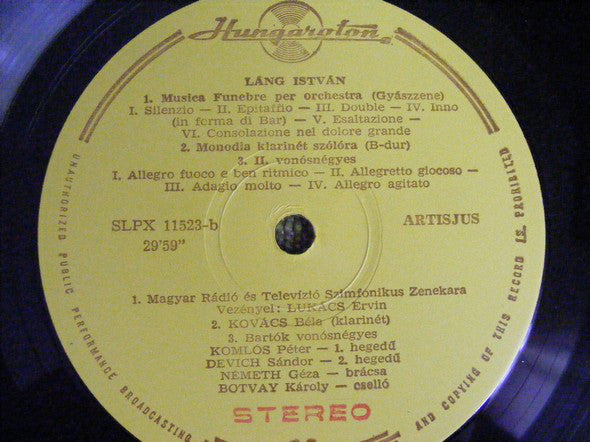 Hungaroton
LÁNG ISTVÁN
1. Musica Funebre per orchestra (Gyászzene)
I. Silenzio — II. Epitaffio — III. Double — IV. Inno
(in forma di Bar) — V. Esaltazione —
VI. Consolazione nel dolore grande
2. Monodia klarinét szólóra (B-dur)
3. II. vonósnégyes
I. Allegro fuoco e ben ritmico — II. Allegretto giocoso —
III. Adagio molto — IV. Allegro agitato
SLPX 11523-b
29'59"
ARTISJUS
1. Magyar Rádió és Televízió Szimfónikus Zenekara
Vezényel: LUKÁCS Ervin
2. KOVÁCS Béla (klarinét)
3. Bartók vonósnégyes
KOMLÓS Péter — 1. hegedű
DEVICH Sándor — 2. hegedű
NÉMETH Géza — brácsa
BOTVAY Károly — cselló
STEREO
UNAUTHORIZED PUBLIC PERFORMANCE BROADCASTING
AND COPYING OF THIS RECORD IS PROHIBITED